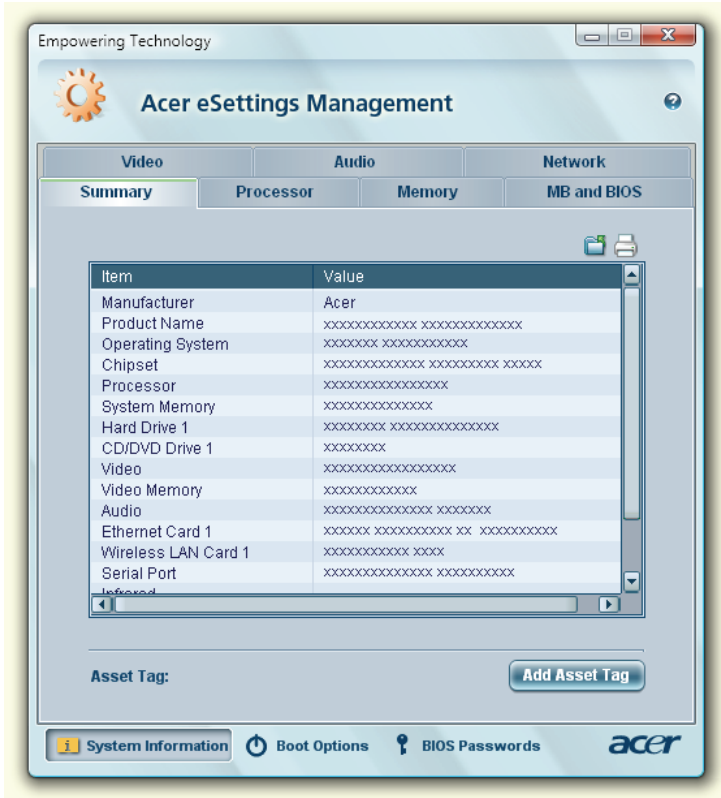 Empowering Technology
Acer eSettings Management
Video Audio Network
Summary Processor Memory MB and BIOS
Item Value
Manufacturer Acer
Product Name xxxxxxxxxxxx xxxxxxxxxxxxx
Operating System xxxxxxx xxxxxxxxxxx
Chipset xxxxxxxxxxxxx xxxxxxxxx xxxxx
Processor xxxxxxxxxxxxxxxx
System Memory xxxxxxxxxxxxxx
Hard Drive 1 xxxxxxxx xxxxxxxxxxxxxx
CD/DVD Drive 1 xxxxxxxx
Video xxxxxxxxxxxxxxxxx
Video Memory xxxxxxxxxxxx
Audio xxxxxxxxxxxxxx xxxxxxx
Ethernet Card 1 xxxxxx xxxxxxxxxx xx xxxxxxxxxx
Wireless LAN Card 1 xxxxxxxxxxx xxxx
Serial Port xxxxxxxxxxxxxx xxxxxxxxxx
Infrared
Asset Tag: Add Asset Tag
System Information Boot Options BIOS Passwords acer